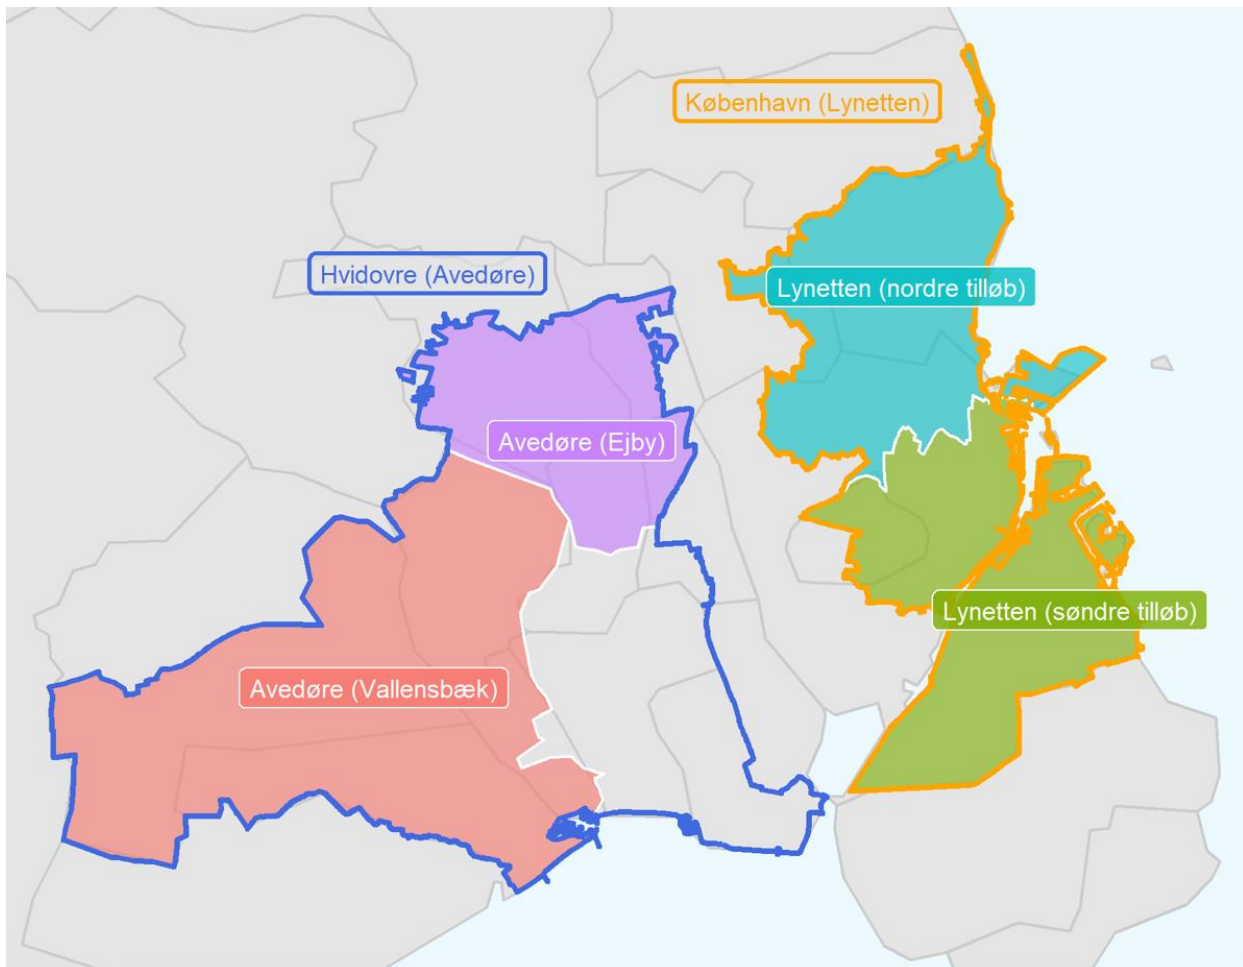 København (Lynetten)
Hvidovre (Avedøre)
Lynetten (nordre tilløb)
Avedøre (Ejby)
Lynetten (søndre tilløb)
Avedøre (Vallensbæk)